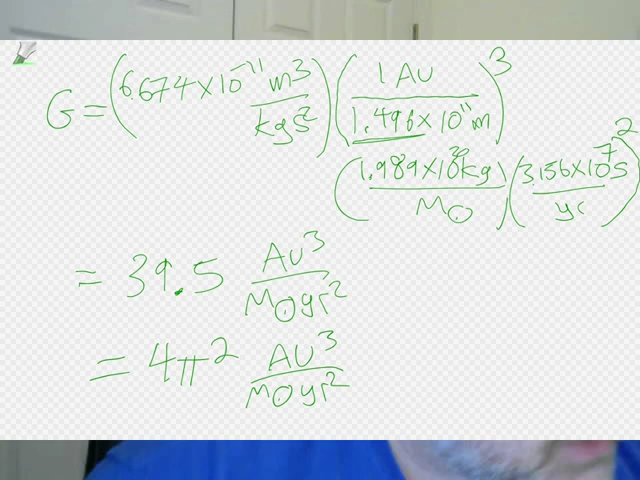 G = (6.674×10⁻¹¹ m³/kg s²) (1 AU/1.496×10¹¹ m)³
(1.989×10³⁰ kg/M☉) (3.156×10⁷ s/yr)²
= 39.5 AU³/M☉yr²
= 4π² AU³/M☉yr²